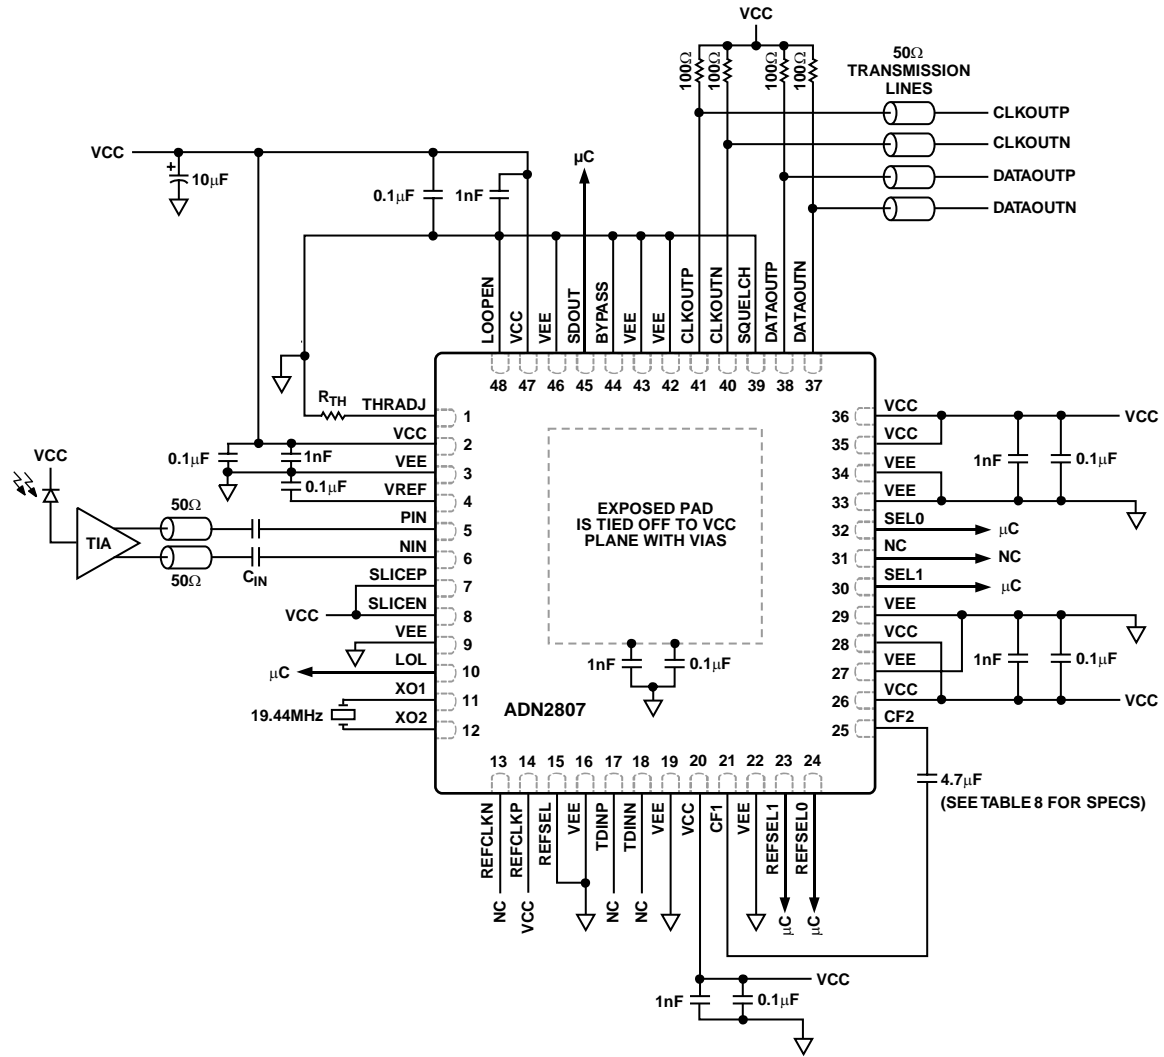 VCC
100Ω
100Ω
100Ω
100Ω
50Ω
TRANSMISSION
LINES
CLKOUTP
CLKOUTN
DATAOUTP
DATAOUTN
VCC
10µF
0.1µF
1nF
µC
LOOPEN
VCC
VEE
SDOUT
BYPASS
VEE
VEE
CLKOUTP
CLKOUTN
SQUELCH
DATAOUTP
DATAOUTN
48
47
46
45
44
43
42
41
40
39
38
37
RTH
THRADJ
1
VCC
2
0.1µF
1nF
VEE
3
0.1µF
VREF
4
VCC
TIA
50Ω
50Ω
CIN
PIN
5
NIN
6
SLICEP
7
VCC
SLICEN
8
VEE
9
µC
LOL
10
XO1
11
19.44MHz
XO2
12
EXPOSED PAD
IS TIED OFF TO VCC
PLANE WITH VIAS
1nF
0.1µF
ADN2807
36
VCC
VCC
35
VCC
34
VEE
1nF
0.1µF
33
VEE
32
SEL0
µC
31
NC
NC
30
SEL1
µC
29
VEE
28
VCC
27
VEE
1nF
0.1µF
26
VCC
VCC
25
CF2
4.7µF
(SEE TABLE 8 FOR SPECS)
13
14
15
16
17
18
19
20
21
22
23
24
REFCLKN
REFCLKP
REFSEL
VEE
TDINP
TDINN
VEE
VCC
CF1
VEE
REFSEL1
REFSEL0
NC
VCC
NC
NC
µC
µC
VCC
1nF
0.1µF